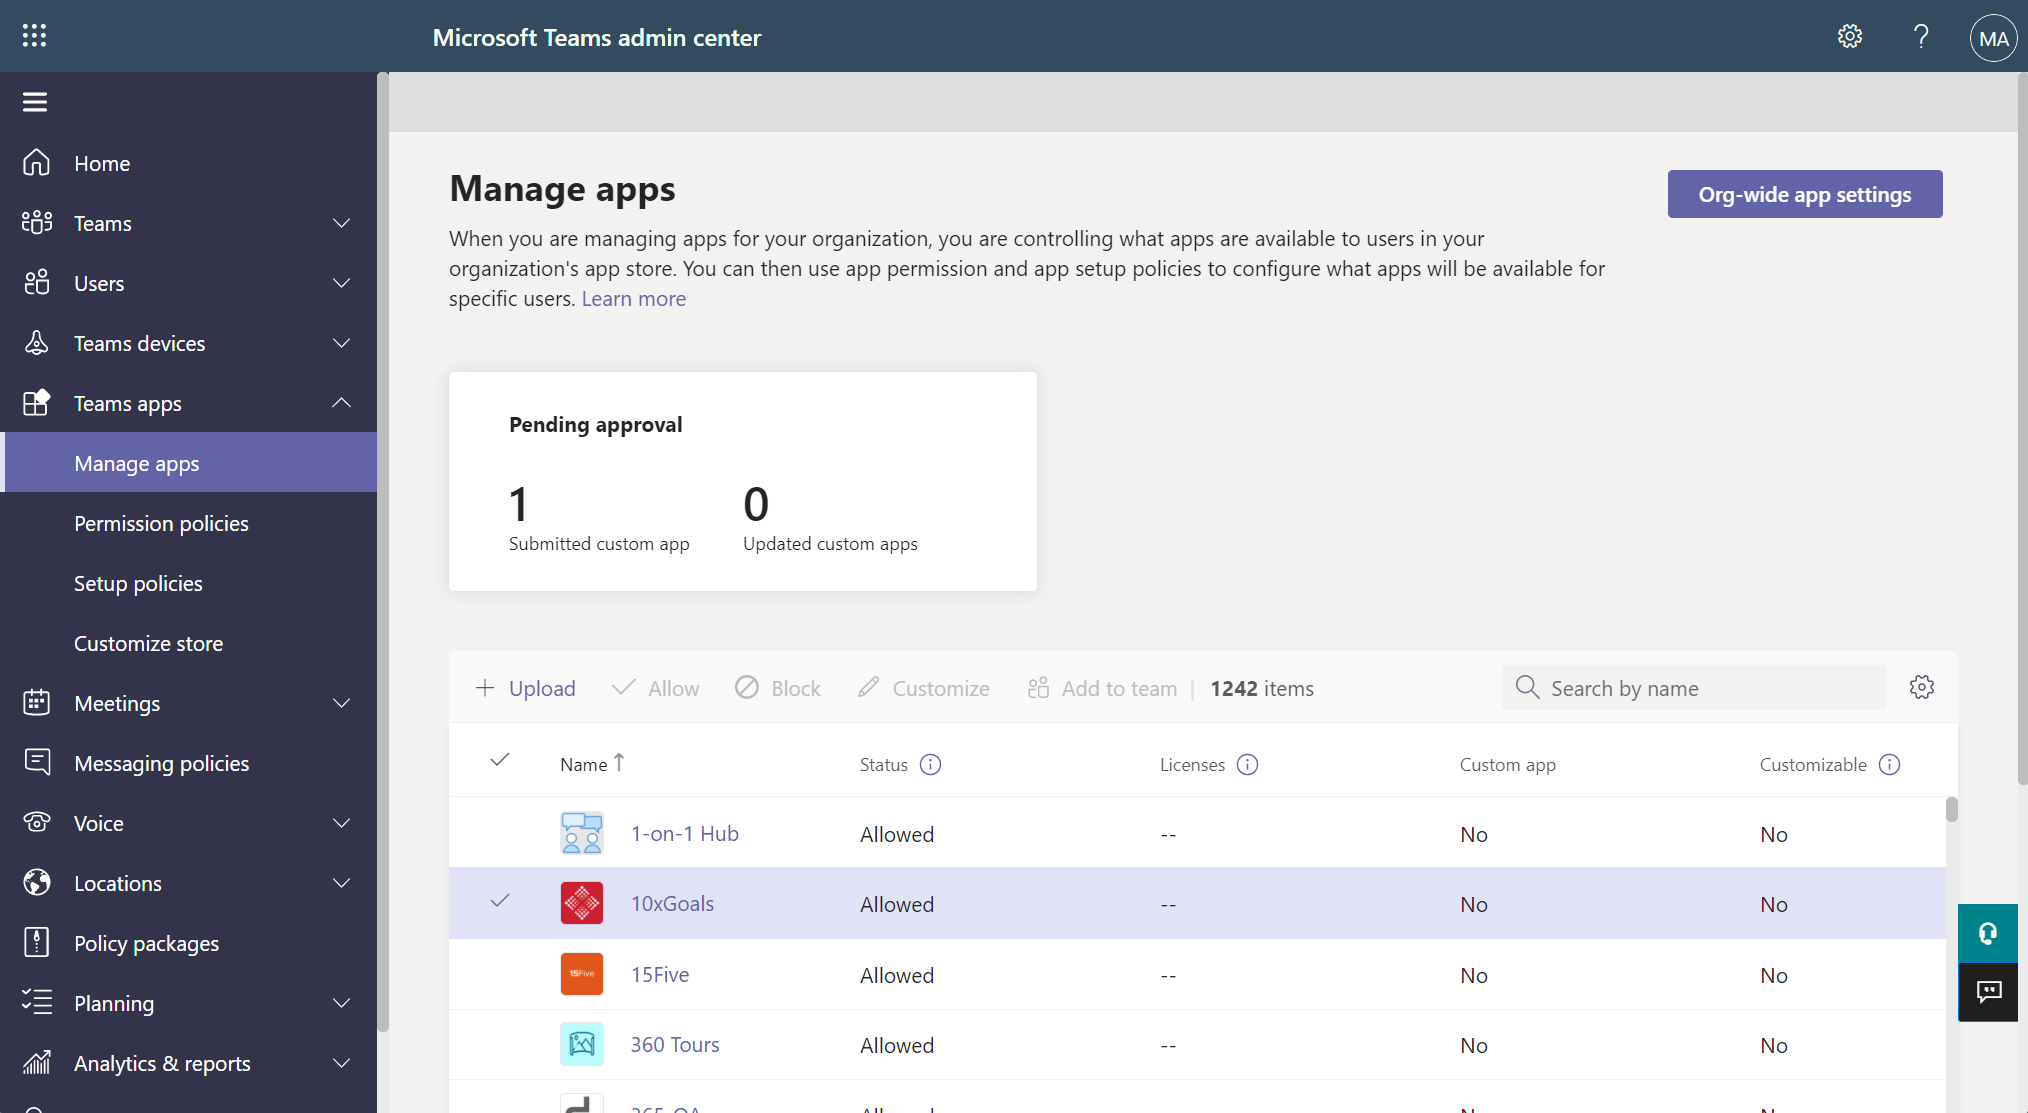 Microsoft Teams admin center
MA
Home
Teams
Users
Teams devices
Teams apps
Manage apps
Permission policies
Setup policies
Customize store
Meetings
Messaging policies
Voice
Locations
Policy packages
Planning
Analytics & reports
Manage apps
Org-wide app settings
When you are managing apps for your organization, you are controlling what apps are available to users in your
organization's app store. You can then use app permission and app setup policies to configure what apps will be available for
specific users. Learn more
Pending approval
1 0
Submitted custom app Updated custom apps
Upload Allow Block Customize Add to team | 1242 items Search by name
Name ↑ Status Licenses Custom app Customizable
1-on-1 Hub Allowed -- No No
10xGoals Allowed -- No No
15Five 15Five Allowed -- No No
360 Tours Allowed -- No No